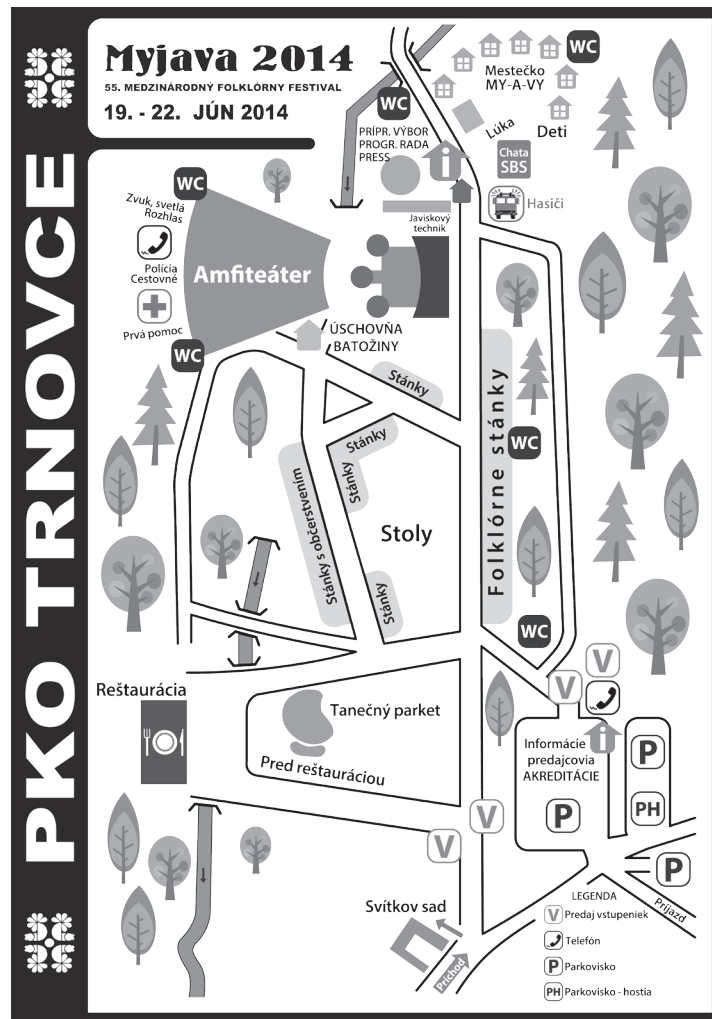 PKO TRNOVCE
Myjava 2014
55. MEDZINÁRODNÝ FOLKLÓRNY FESTIVAL
19. - 22. JÚN 2014
WC
Mestečko
MY-A-VY
WC
PRÍPR. VÝBOR
PROGR. RADA
PRESS
Lúka
Deti
i
Chata
SBS
Hasiči
WC
Zvuk, svetlá
Rozhlas
Polícia
Cestovné
Prvá pomoc
WC
Amfiteáter
Javiskový
technik
ÚSCHOVŇA
BATOŽINY
Stánky
Stánky
Stánky
Stánky s občerstvením
Stoly
Stánky
Folklórne stánky
WC
WC
V
V
Reštaurácia
Tanečný parket
Pred reštauráciou
Informácie
predajcovia
AKREDITÁCIE
i
P
P
PH
P
V
V
Svítkov sad
Príchod
Príjazd
LEGENDA
V Predaj vstupeniek
Telefón
P Parkovisko
PH Parkovisko - hostia